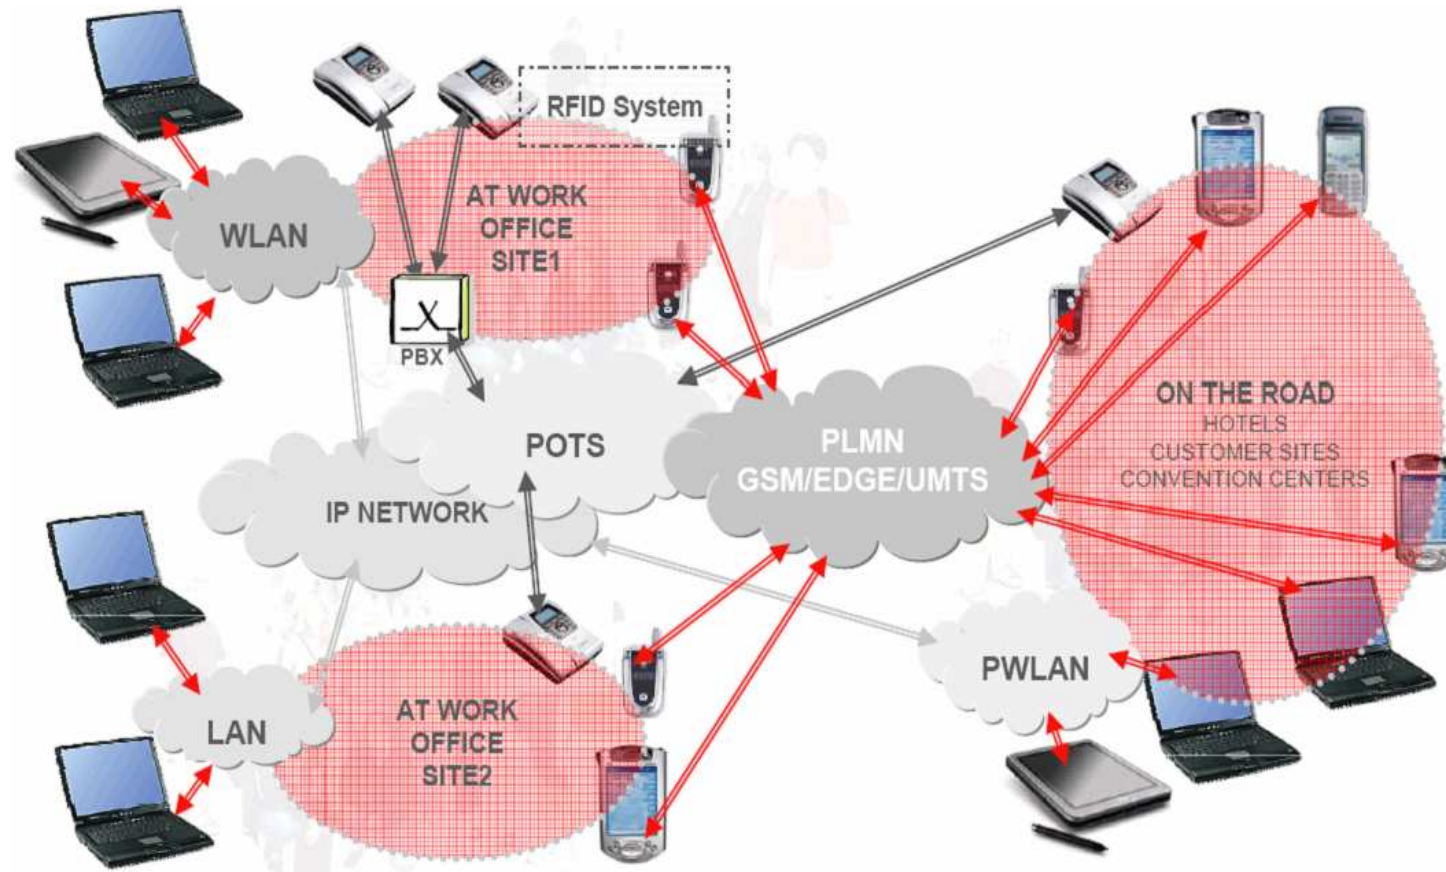 RFID System
AT WORK
OFFICE
SITE1
WLAN
PBX
ON THE ROAD
HOTELS
CUSTOMER SITES
CONVENTION CENTERS
POTS
PLMN
GSM/EDGE/UMTS
IP NETWORK
PWLAN
LAN
AT WORK
OFFICE
SITE2